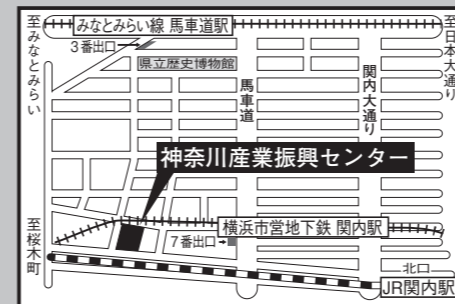 みなとみらい線 馬車道駅
至みなとみらい
至日本大通り
3番出口→
県立歴史博物館
馬車道
関内大通り
神奈川産業振興センター
横浜市営地下鉄 関内駅
7番出口→
至桜木町
北口
JR関内駅